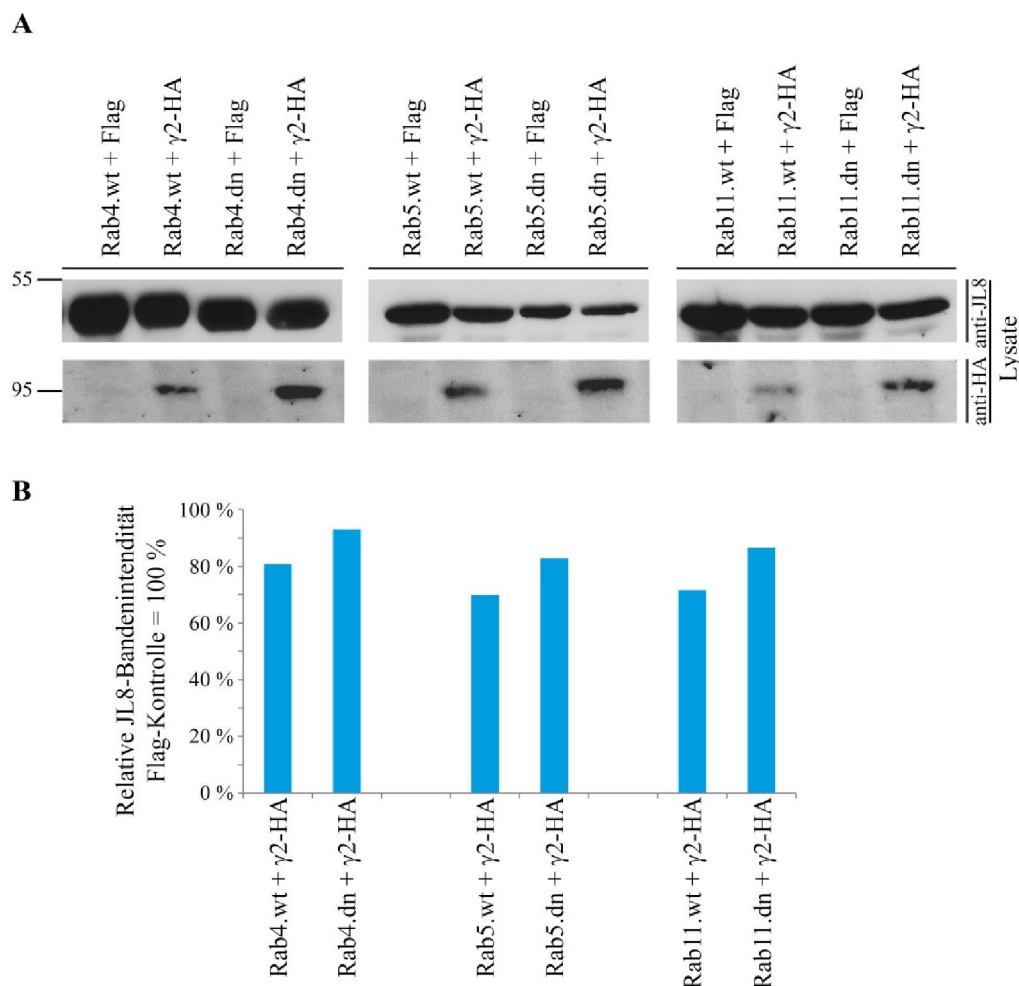 A
Rab4.wt + Flag
Rab4.wt + γ2-HA
Rab4.dn + Flag
Rab4.dn + γ2-HA
Rab5.wt + Flag
Rab5.wt + γ2-HA
Rab5.dn + Flag
Rab5.dn + γ2-HA
Rab11.wt + Flag
Rab11.wt + γ2-HA
Rab11.dn + Flag
Rab11.dn + γ2-HA
55
95
anti-JL8
anti-HA
Lysate
B
Relative JL8-Bandenintendität
Flag-Kontrolle = 100 %
100 %
80 %
60 %
40 %
20 %
0 %
Rab4.wt + γ2-HA
Rab4.dn + γ2-HA
Rab5.wt + γ2-HA
Rab5.dn + γ2-HA
Rab11.wt + γ2-HA
Rab11.dn + γ2-HA